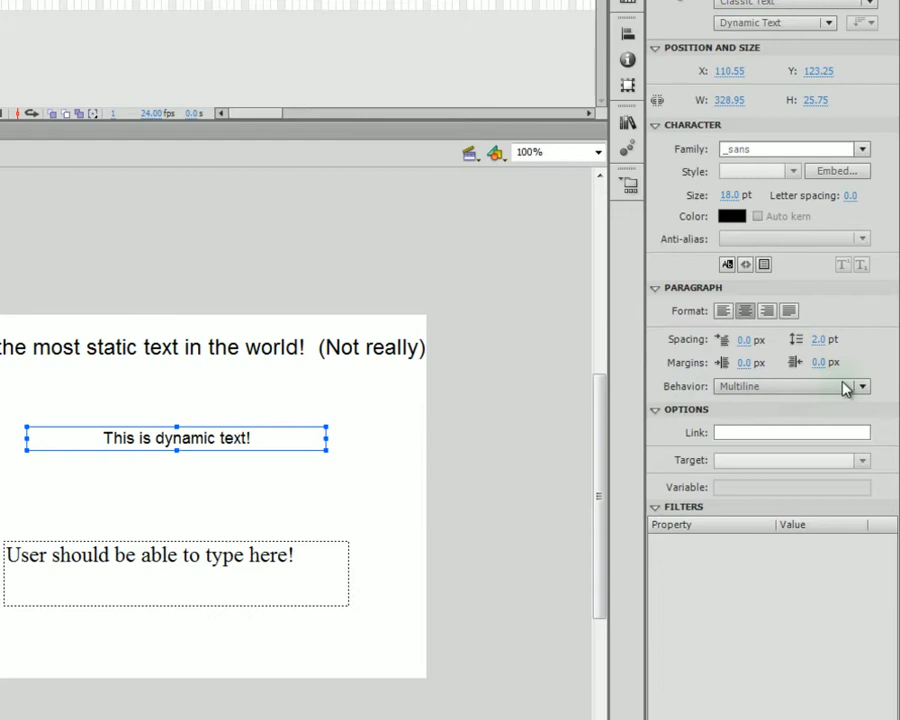 Classic Text
Dynamic Text
POSITION AND SIZE
X: 110.55 Y: 123.25
W: 328.95 H: 25.75
1 24.00 fps 0.0 s
CHARACTER
100%
Family: _sans
Style: Embed...
Size: 18.0 pt Letter spacing: 0.0
Color: Auto kern
Anti-alias:
PARAGRAPH
Format:
Spacing: 0.0 px 2.0 pt
Margins: 0.0 px 0.0 px
Behavior: Multiline
OPTIONS
Link:
Target:
Variable:
FILTERS
Property Value
the most static text in the world! (Not really)
This is dynamic text!
User should be able to type here!